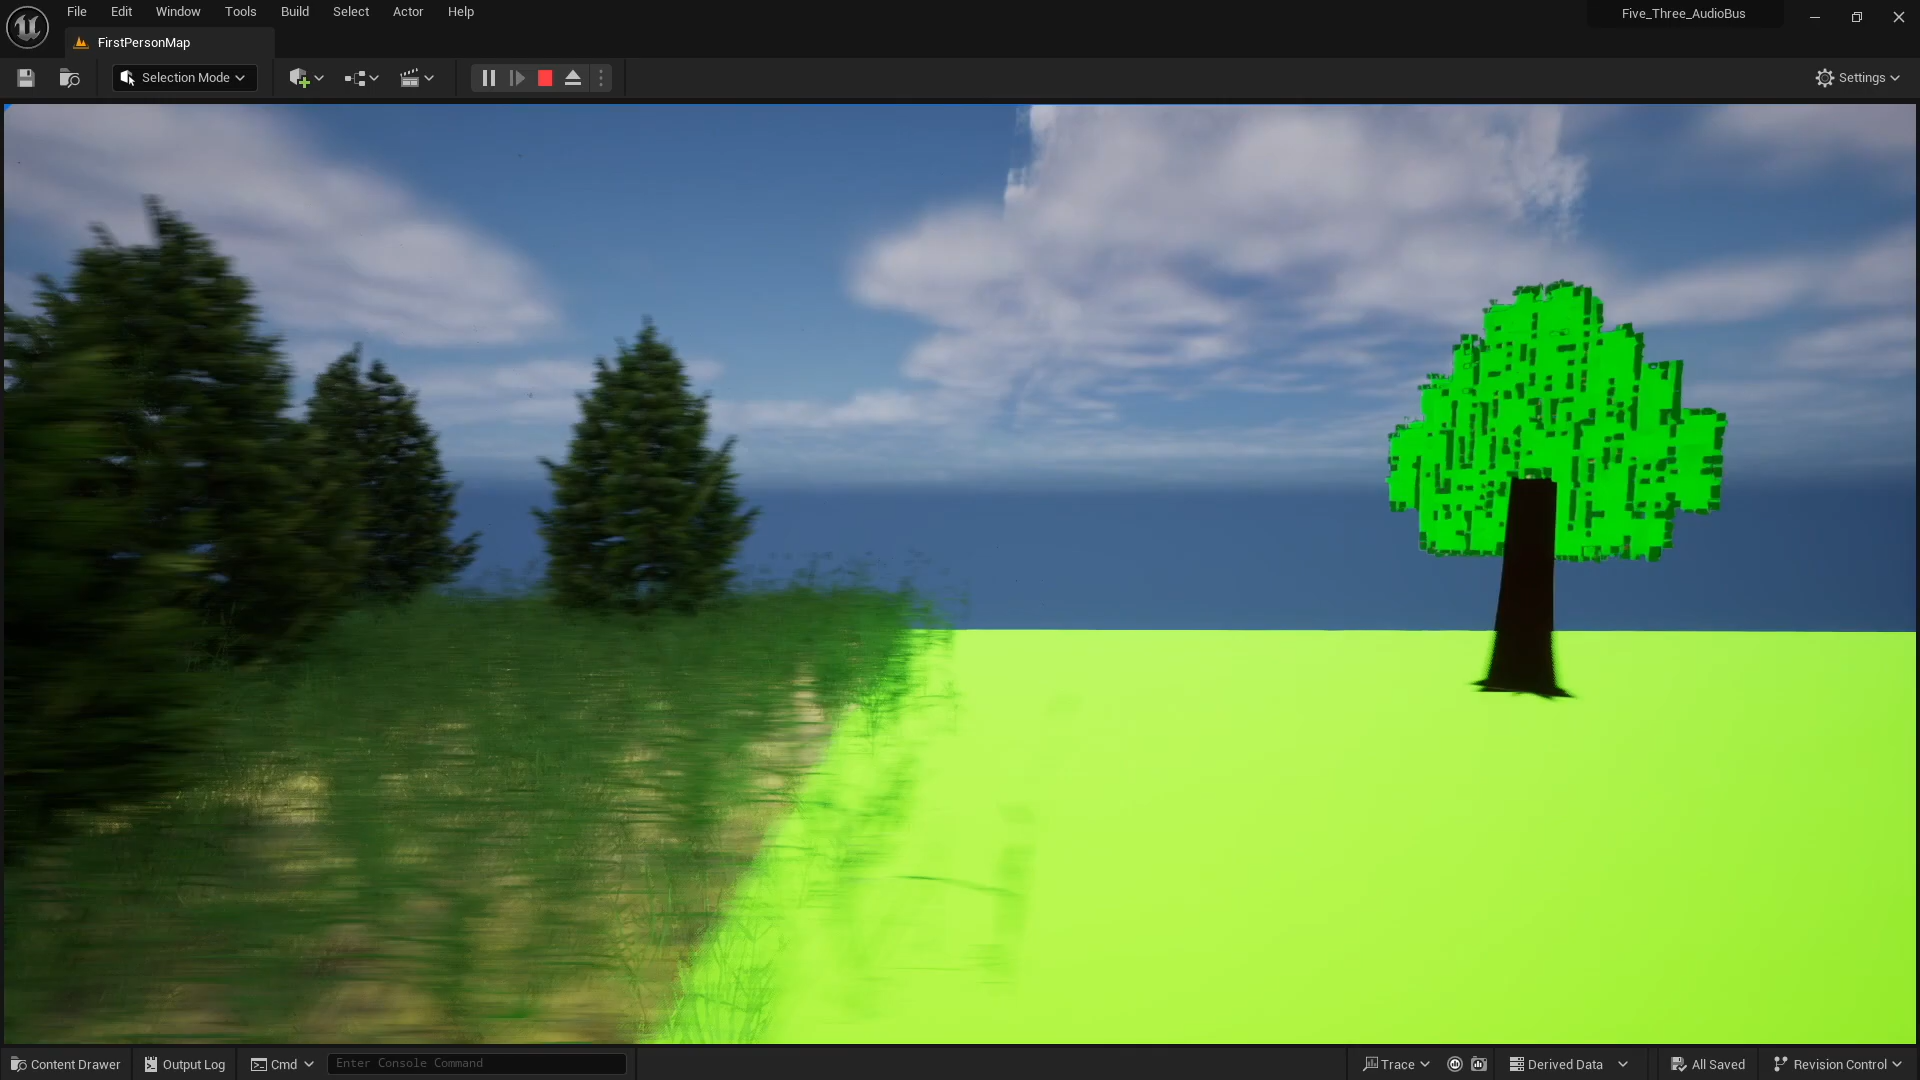 File Edit Window Tools Build Select Actor Help
Five_Three_AudioBus
FirstPersonMap
Selection Mode
Settings
Content Drawer Output Log Cmd Enter Console Command Trace Derived Data All Saved Revision Control